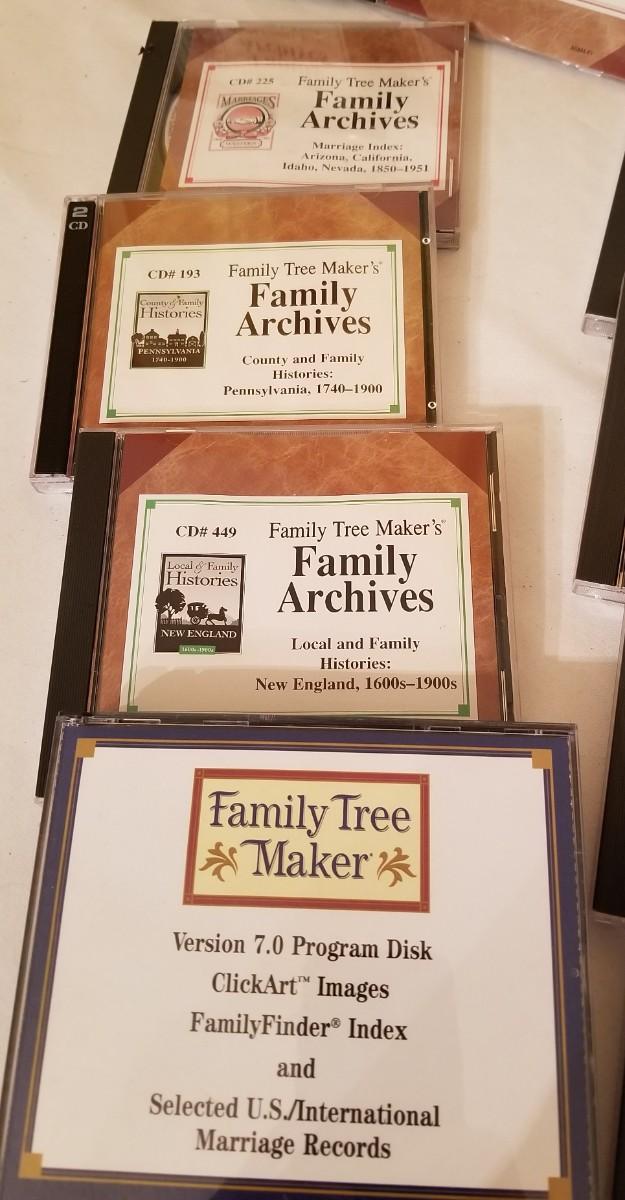 CD# 225
MARRIAGES
Family Tree Maker's
Family
Archives
Marriage Index:
Arizona, California,
Idaho, Nevada, 1850–1951
2
CD
CD# 193
County & Family
Histories
PENNSYLVANIA
1740-1900
Family Tree Maker's®
Family
Archives
County and Family
Histories:
Pennsylvania, 1740–1900
CD# 449
Local & Family
Histories
NEW ENGLAND
1600s-1900s
Family Tree Maker's®
Family
Archives
Local and Family
Histories:
New England, 1600s–1900s
Family Tree
Maker®
Version 7.0 Program Disk
ClickArt™ Images
FamilyFinder® Index
and
Selected U.S./International
Marriage Records